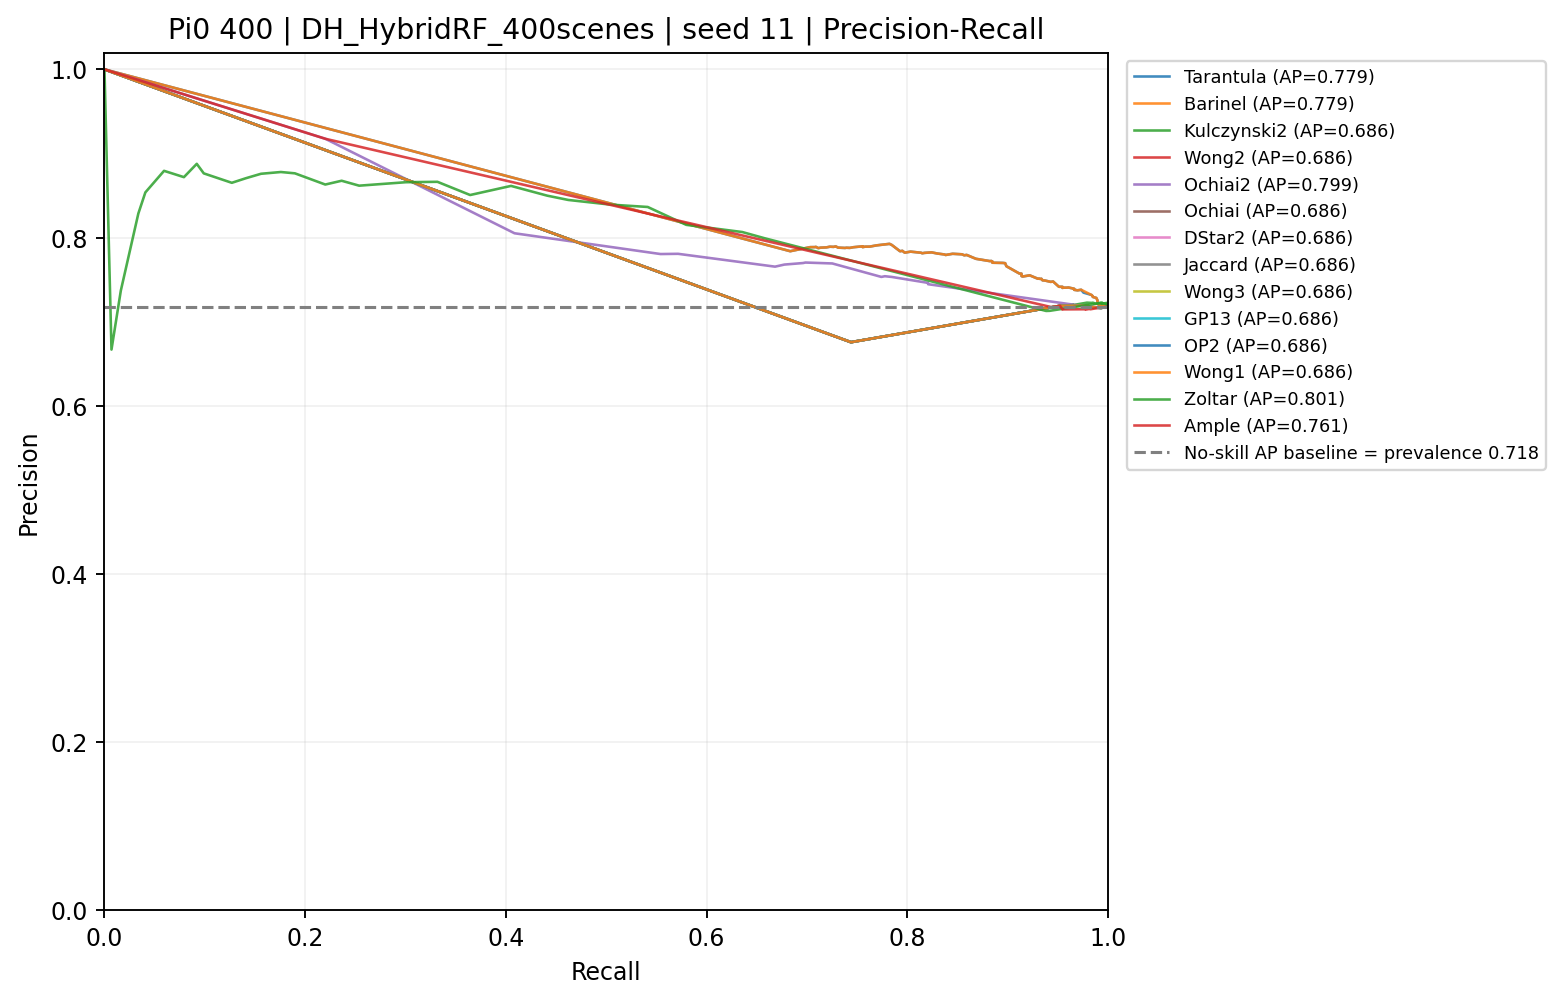 Pi0 400 | DH_HybridRF_400scenes | seed 11 | Precision-Recall
1.0
0.8
0.6
0.4
0.2
0.0
Precision
0.0 0.2 0.4 0.6 0.8 1.0
Recall
Tarantula (AP=0.779)
Barinel (AP=0.779)
Kulczynski2 (AP=0.686)
Wong2 (AP=0.686)
Ochiai2 (AP=0.799)
Ochiai (AP=0.686)
DStar2 (AP=0.686)
Jaccard (AP=0.686)
Wong3 (AP=0.686)
GP13 (AP=0.686)
OP2 (AP=0.686)
Wong1 (AP=0.686)
Zoltar (AP=0.801)
Ample (AP=0.761)
No-skill AP baseline = prevalence 0.718